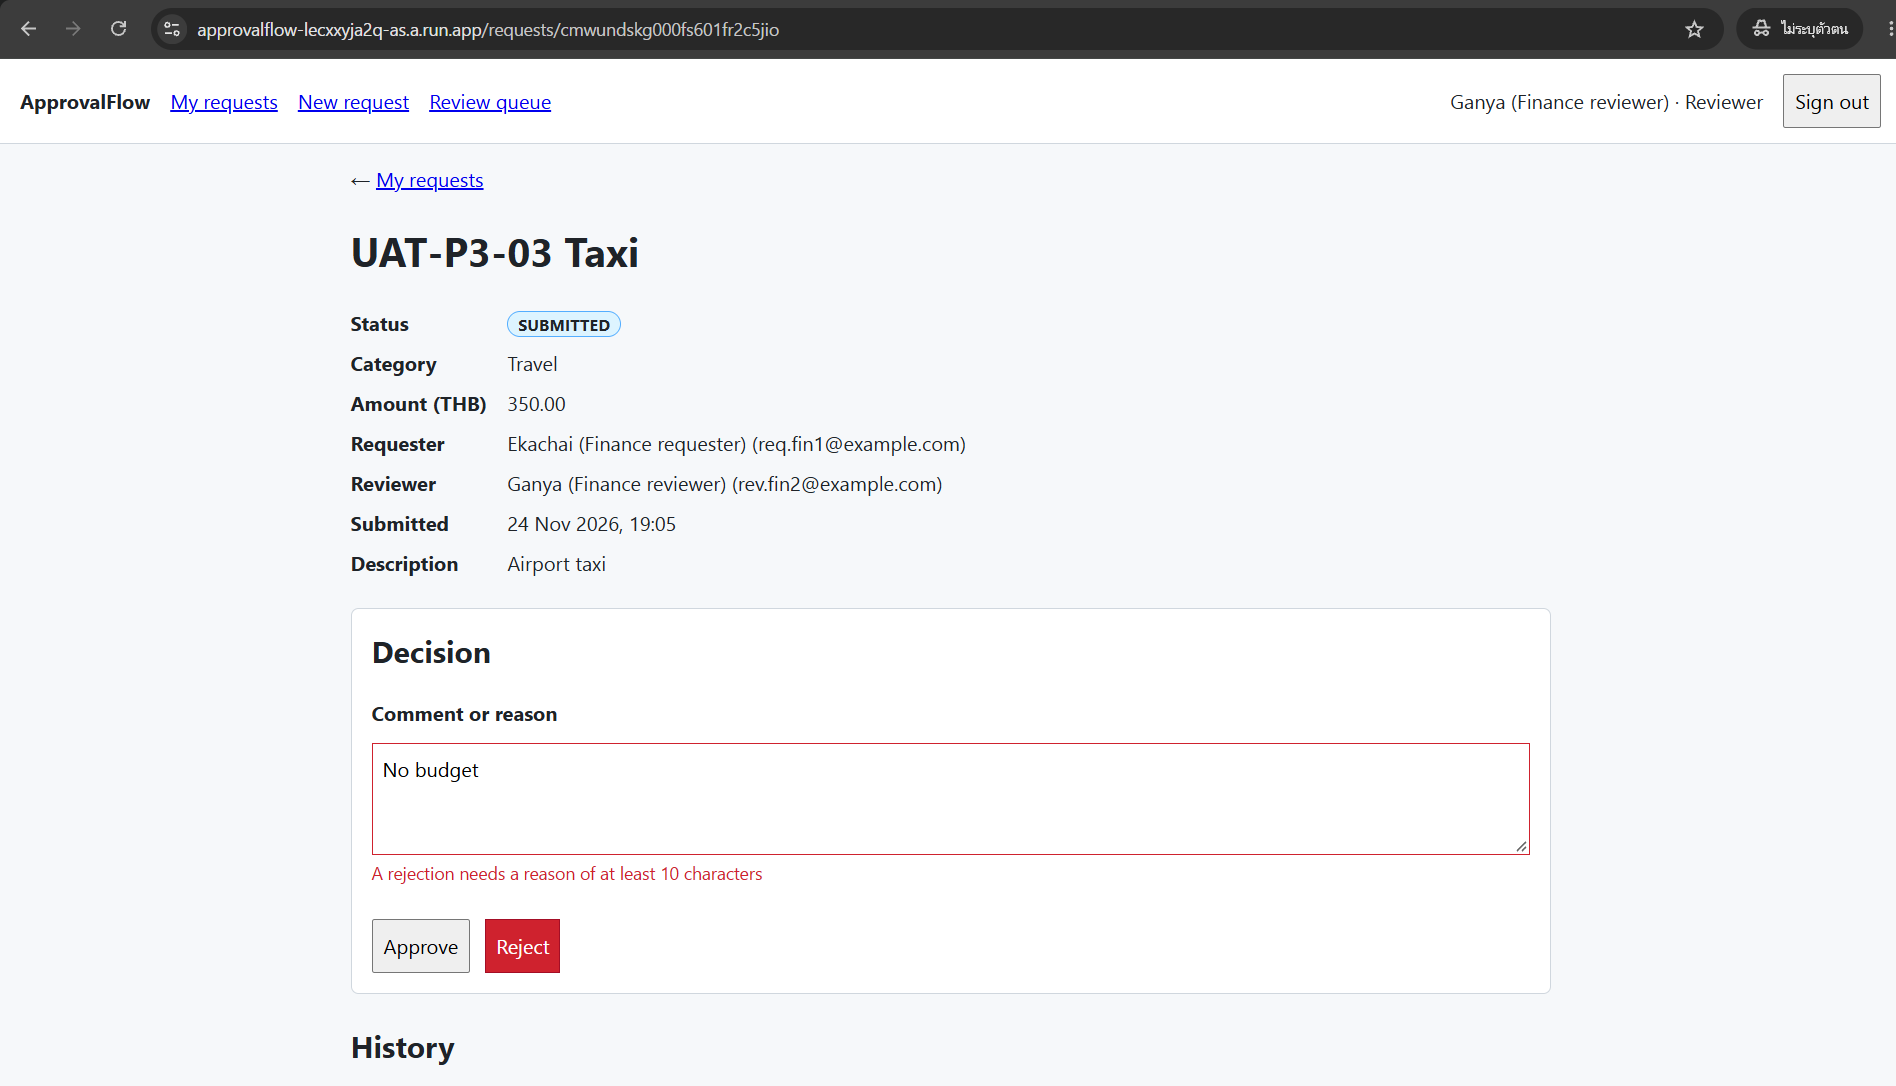 approvalflow-lecxxyja2q-as.a.run.app/requests/cmwundskg000fs601fr2c5jio
ไม่ระบุตัวตน
ApprovalFlow My requests New request Review queue Ganya (Finance reviewer) · Reviewer Sign out
← My requests
UAT-P3-03 Taxi
Status SUBMITTED
Category Travel
Amount (THB) 350.00
Requester Ekachai (Finance requester) (req.fin1@example.com)
Reviewer Ganya (Finance reviewer) (rev.fin2@example.com)
Submitted 24 Nov 2026, 19:05
Description Airport taxi
Decision
Comment or reason
No budget
A rejection needs a reason of at least 10 characters
Approve Reject
History